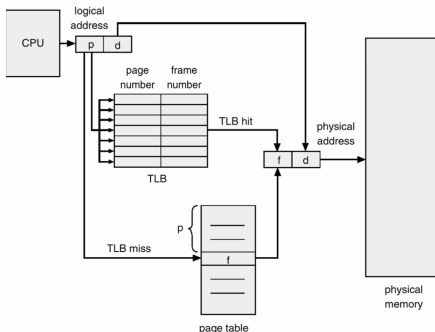 logical
address
CPU
p d
page
number
frame
number
TLB hit
physical
address
f d
TLB
p
TLB miss
f
physical
memory
page table